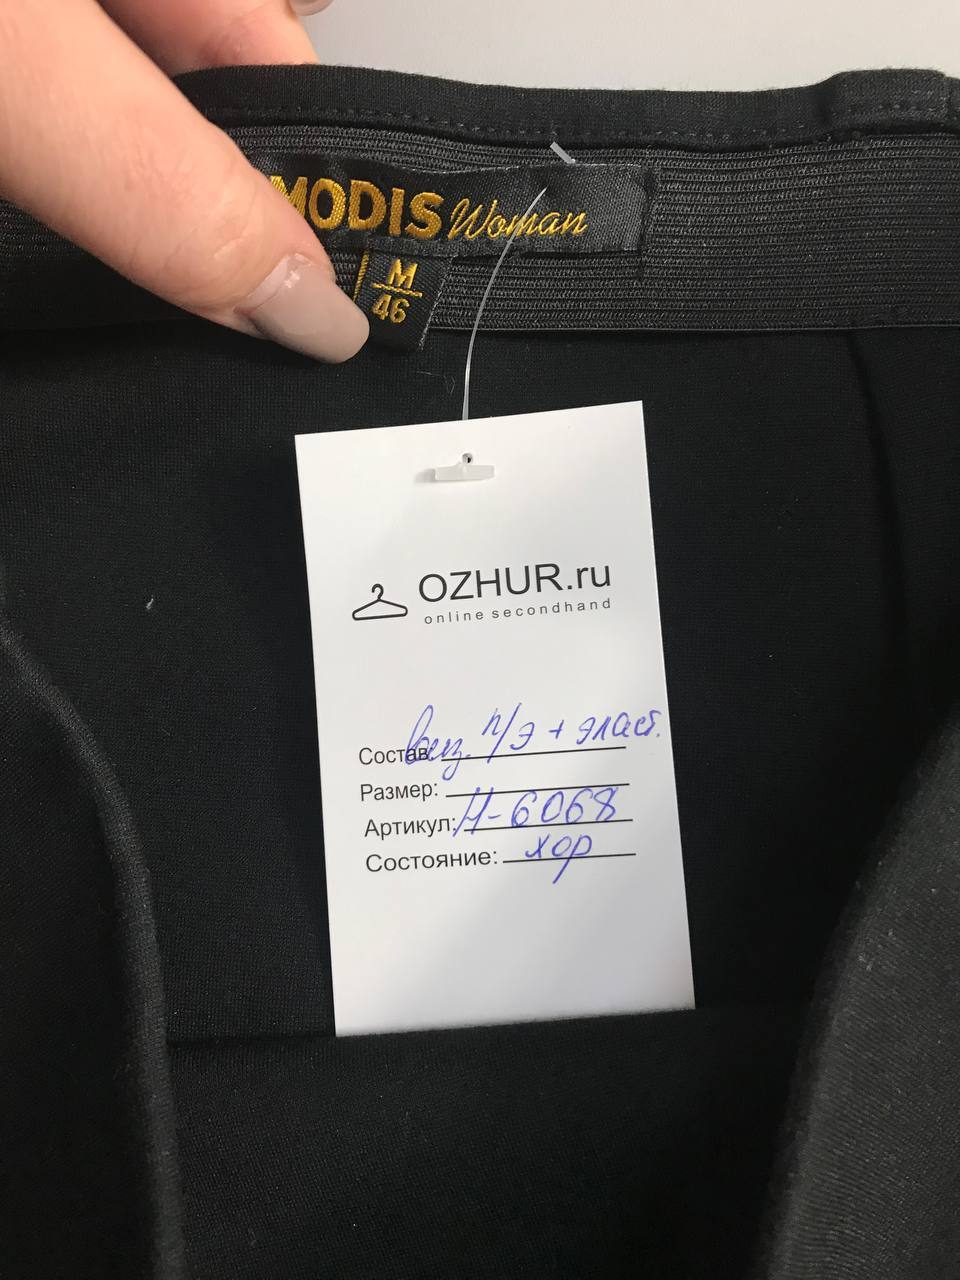 MODIS Woman
M
46
OZHUR.ru
online secondhand
Состав: виз. п/э + эласт.
Размер:
Артикул: Н-6068
Состояние: хор